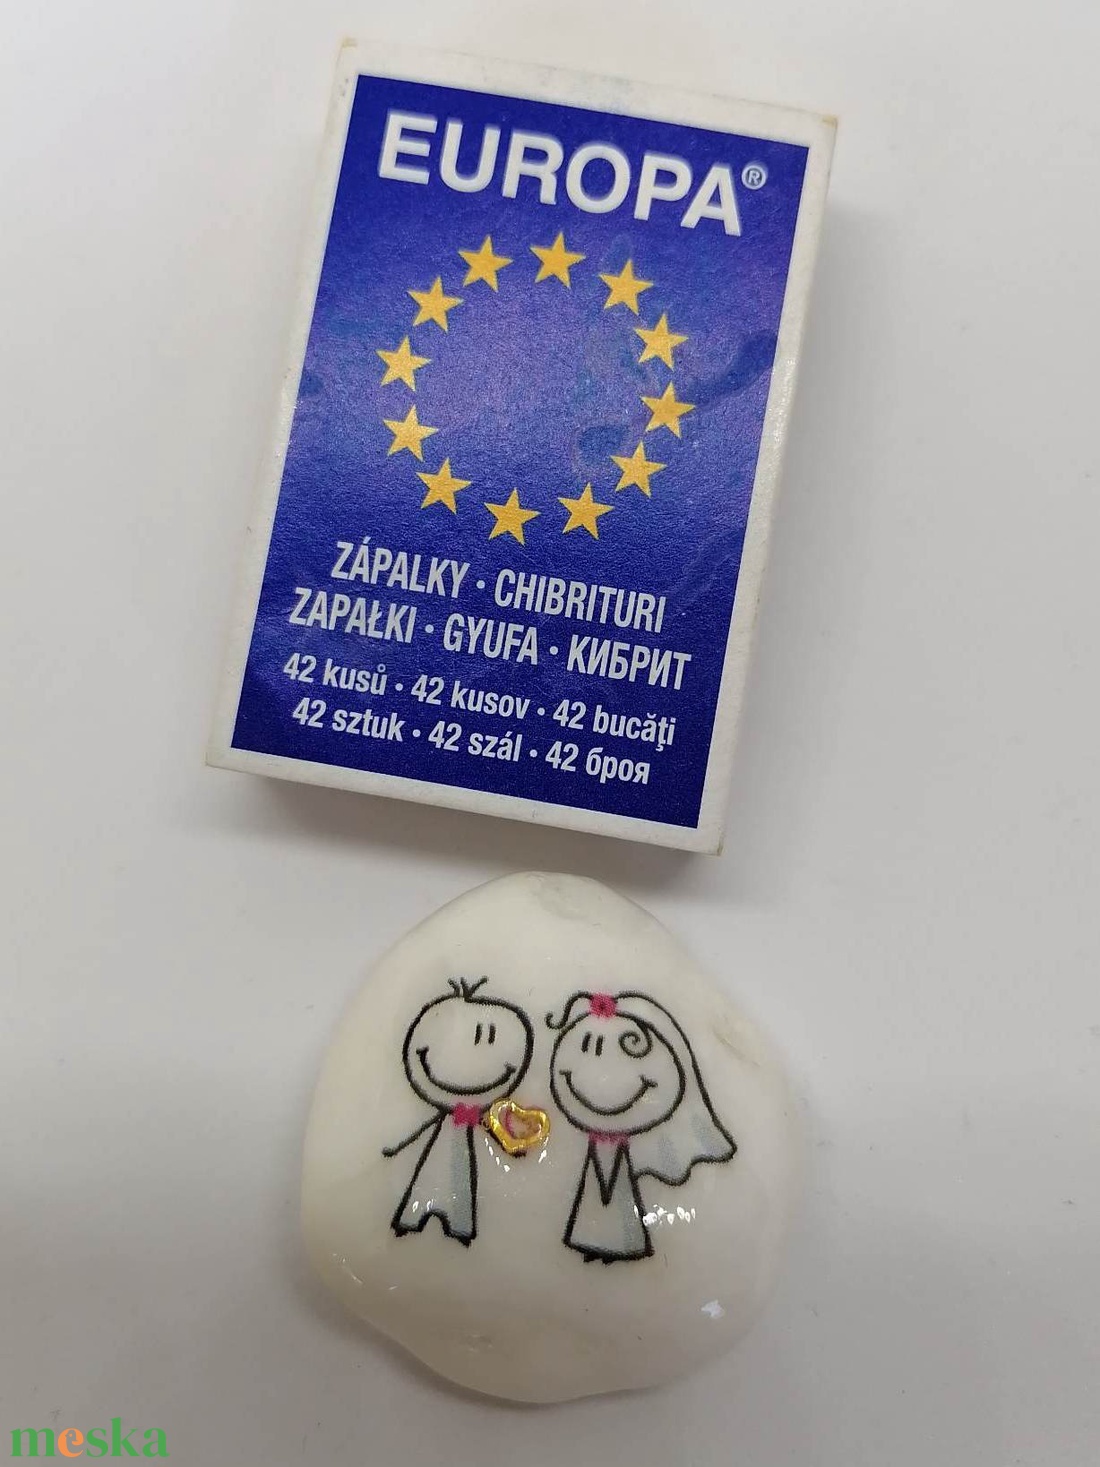 EUROPA®
ZÁPALKY · CHIBRITURI
ZAPAŁKI · GYUFA · КИБРИТ
42 kusů · 42 kusov · 42 bucăţi
42 sztuk · 42 szál · 42 броя
meska